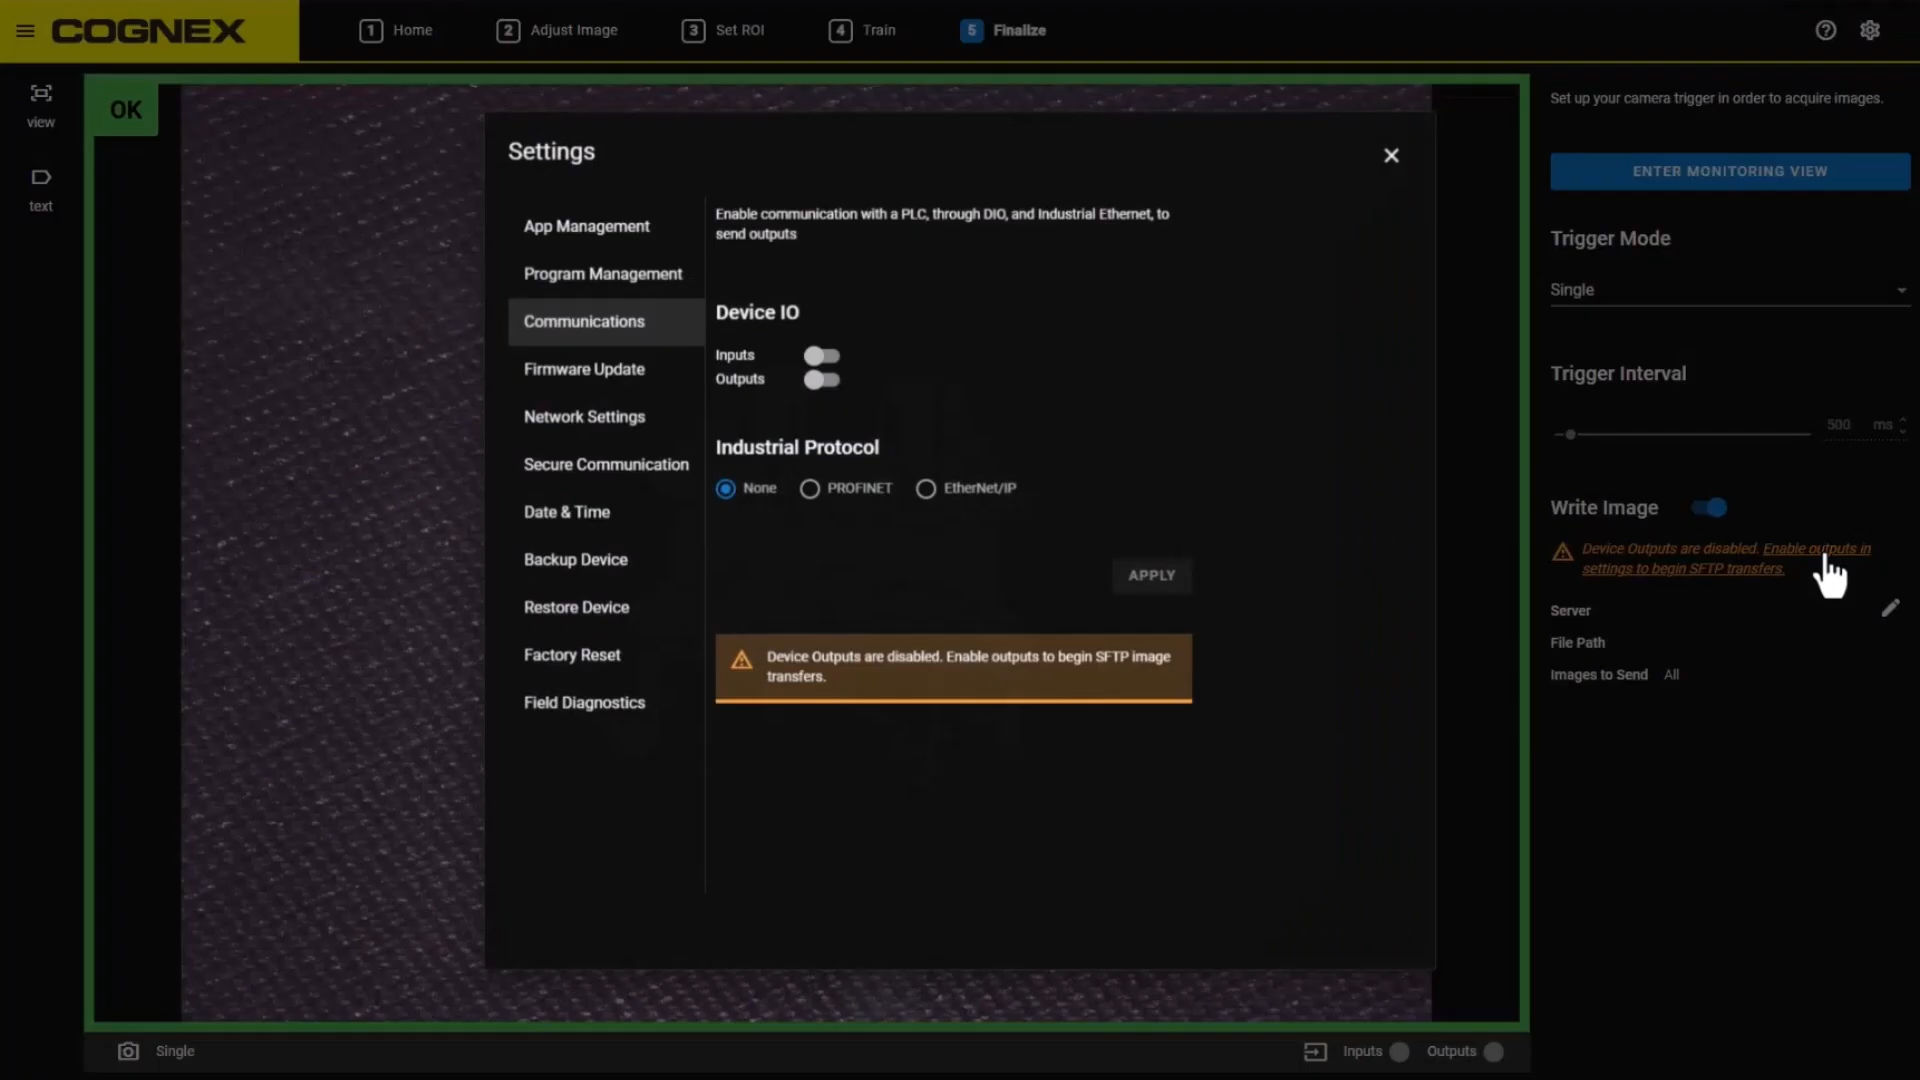 COGNEX
1 Home
2 Adjust Image
3 Set ROI
4 Train
5 Finalize
view
text
OK
Settings
App Management
Program Management
Communications
Firmware Update
Network Settings
Secure Communication
Date & Time
Backup Device
Restore Device
Factory Reset
Field Diagnostics
Enable communication with a PLC, through DIO, and Industrial Ethernet, to
send outputs
Device IO
Inputs
Outputs
Industrial Protocol
None PROFINET EtherNet/IP
APPLY
Device Outputs are disabled. Enable outputs to begin SFTP image
transfers.
Set up your camera trigger in order to acquire images.
ENTER MONITORING VIEW
Trigger Mode
Single
Trigger Interval
500 ms
Write Image
Device Outputs are disabled. Enable outputs in
settings to begin SFTP transfers.
Server
File Path
Images to Send All
Single
Inputs
Outputs